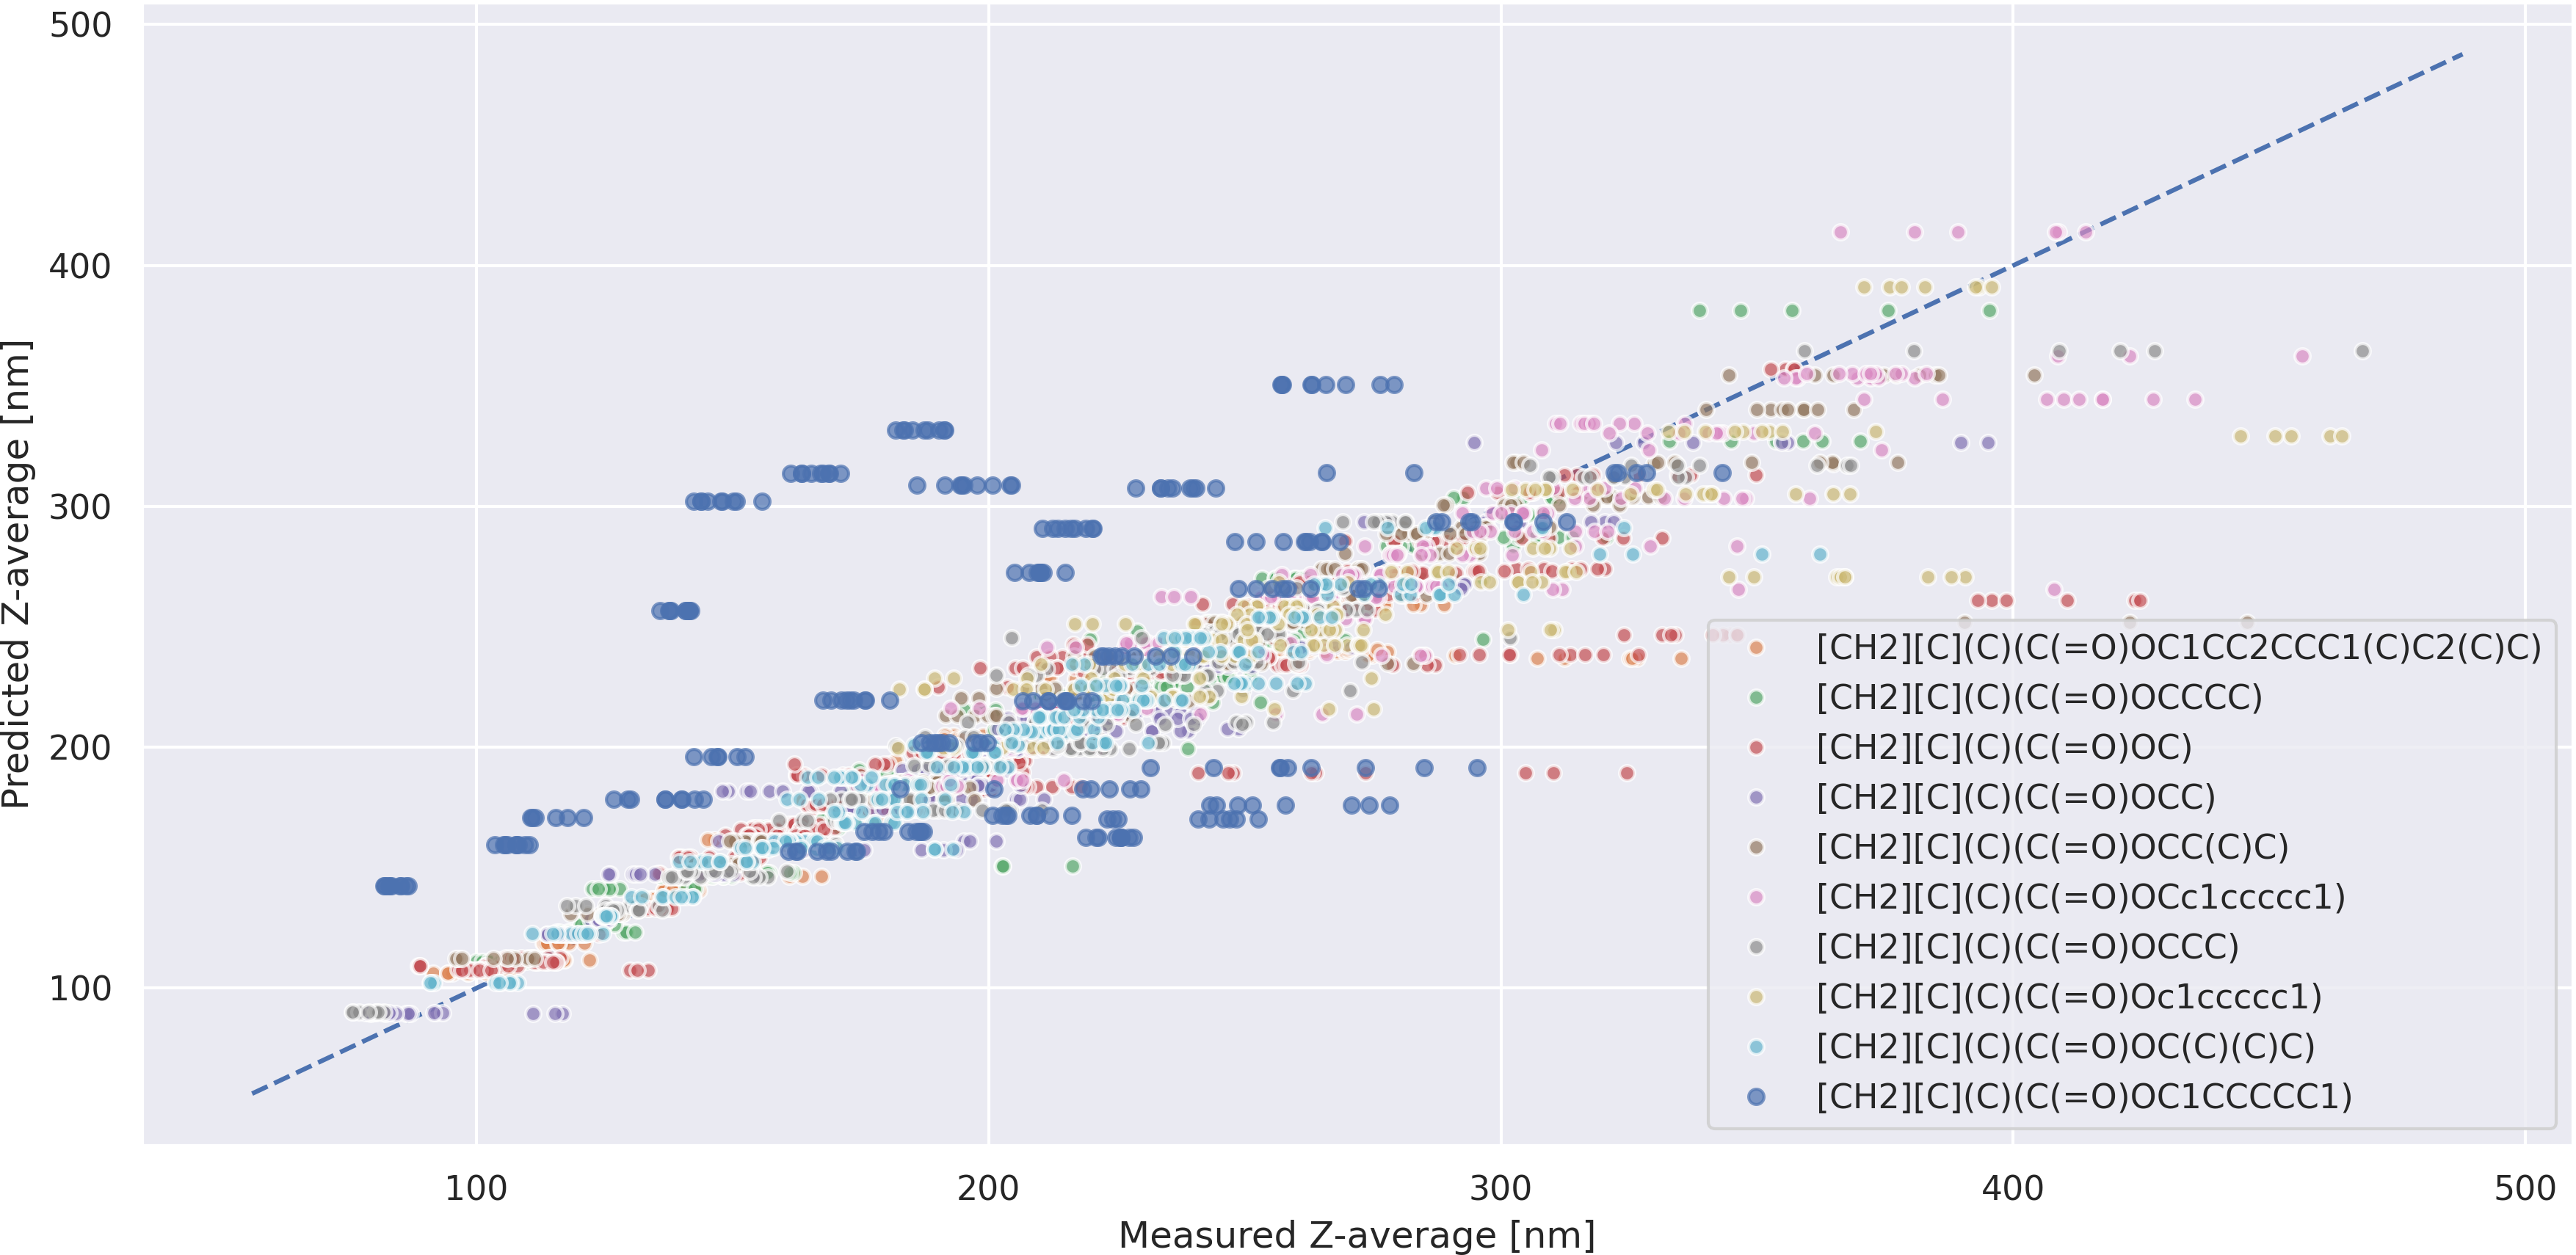 500
400
300
200
100
Predicted Z-average [nm]
[CH2][C](C)(C(=O)OC1CC2CCC1(C)C2(C)C)
[CH2][C](C)(C(=O)OCCCC)
[CH2][C](C)(C(=O)OC)
[CH2][C](C)(C(=O)OCC)
[CH2][C](C)(C(=O)OCC(C)C)
[CH2][C](C)(C(=O)OCc1ccccc1)
[CH2][C](C)(C(=O)OCCC)
[CH2][C](C)(C(=O)Oc1ccccc1)
[CH2][C](C)(C(=O)OC(C)(C)C)
[CH2][C](C)(C(=O)OC1CCCCC1)
100 200 300 400 500
Measured Z-average [nm]